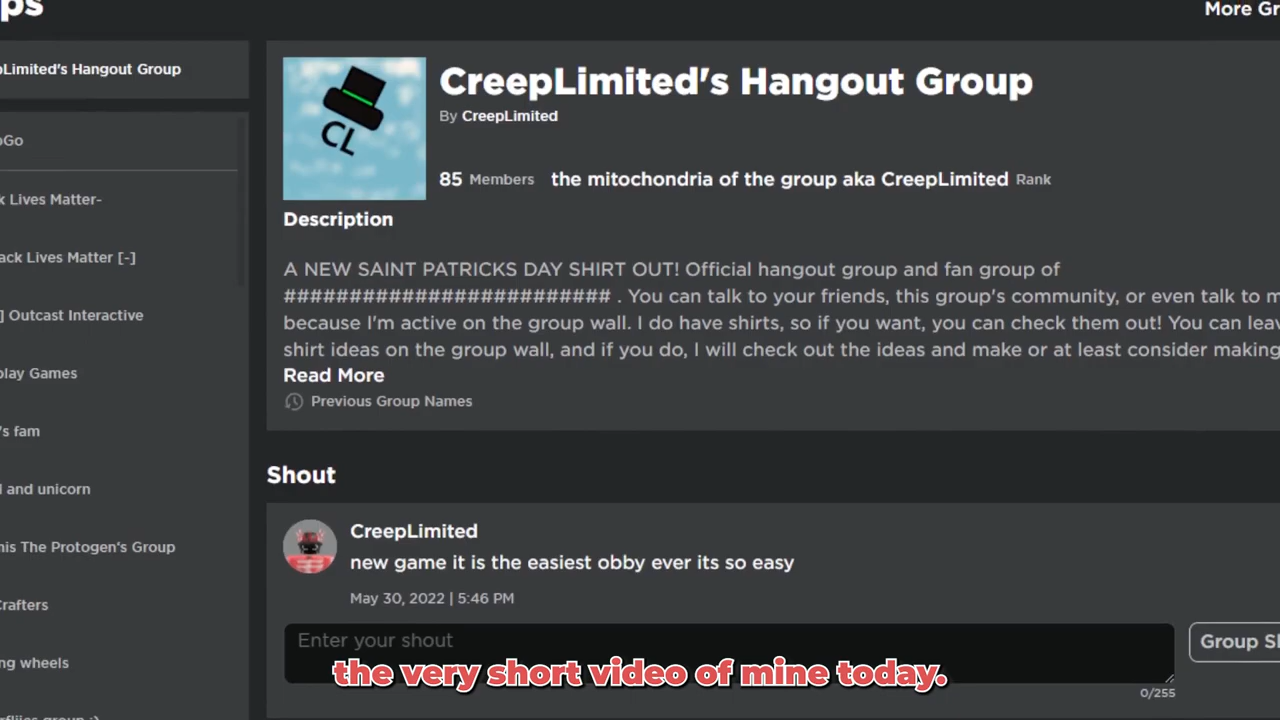 ps
More Gr
pLimited's Hangout Group
CreepLimited's Hangout Group
By CreepLimited
CL
oGo
85 Members the mitochondria of the group aka CreepLimited Rank
k Lives Matter-
Description
ack Lives Matter [-]
A NEW SAINT PATRICKS DAY SHIRT OUT! Official hangout group and fan group of
######################### . You can talk to your friends, this group's community, or even talk to m
] Outcast Interactive
because I'm active on the group wall. I do have shirts, so if you want, you can check them out! You can leav
shirt ideas on the group wall, and if you do, I will check out the ideas and make or at least consider making
play Games
Read More
Previous Group Names
's fam
Shout
l and unicorn
CreepLimited
nis The Protogen's Group
new game it is the easiest obby ever its so easy
May 30, 2022 | 5:46 PM
Crafters
Enter your shout
Group Sh
ng wheels
the very short video of mine today.
0/255